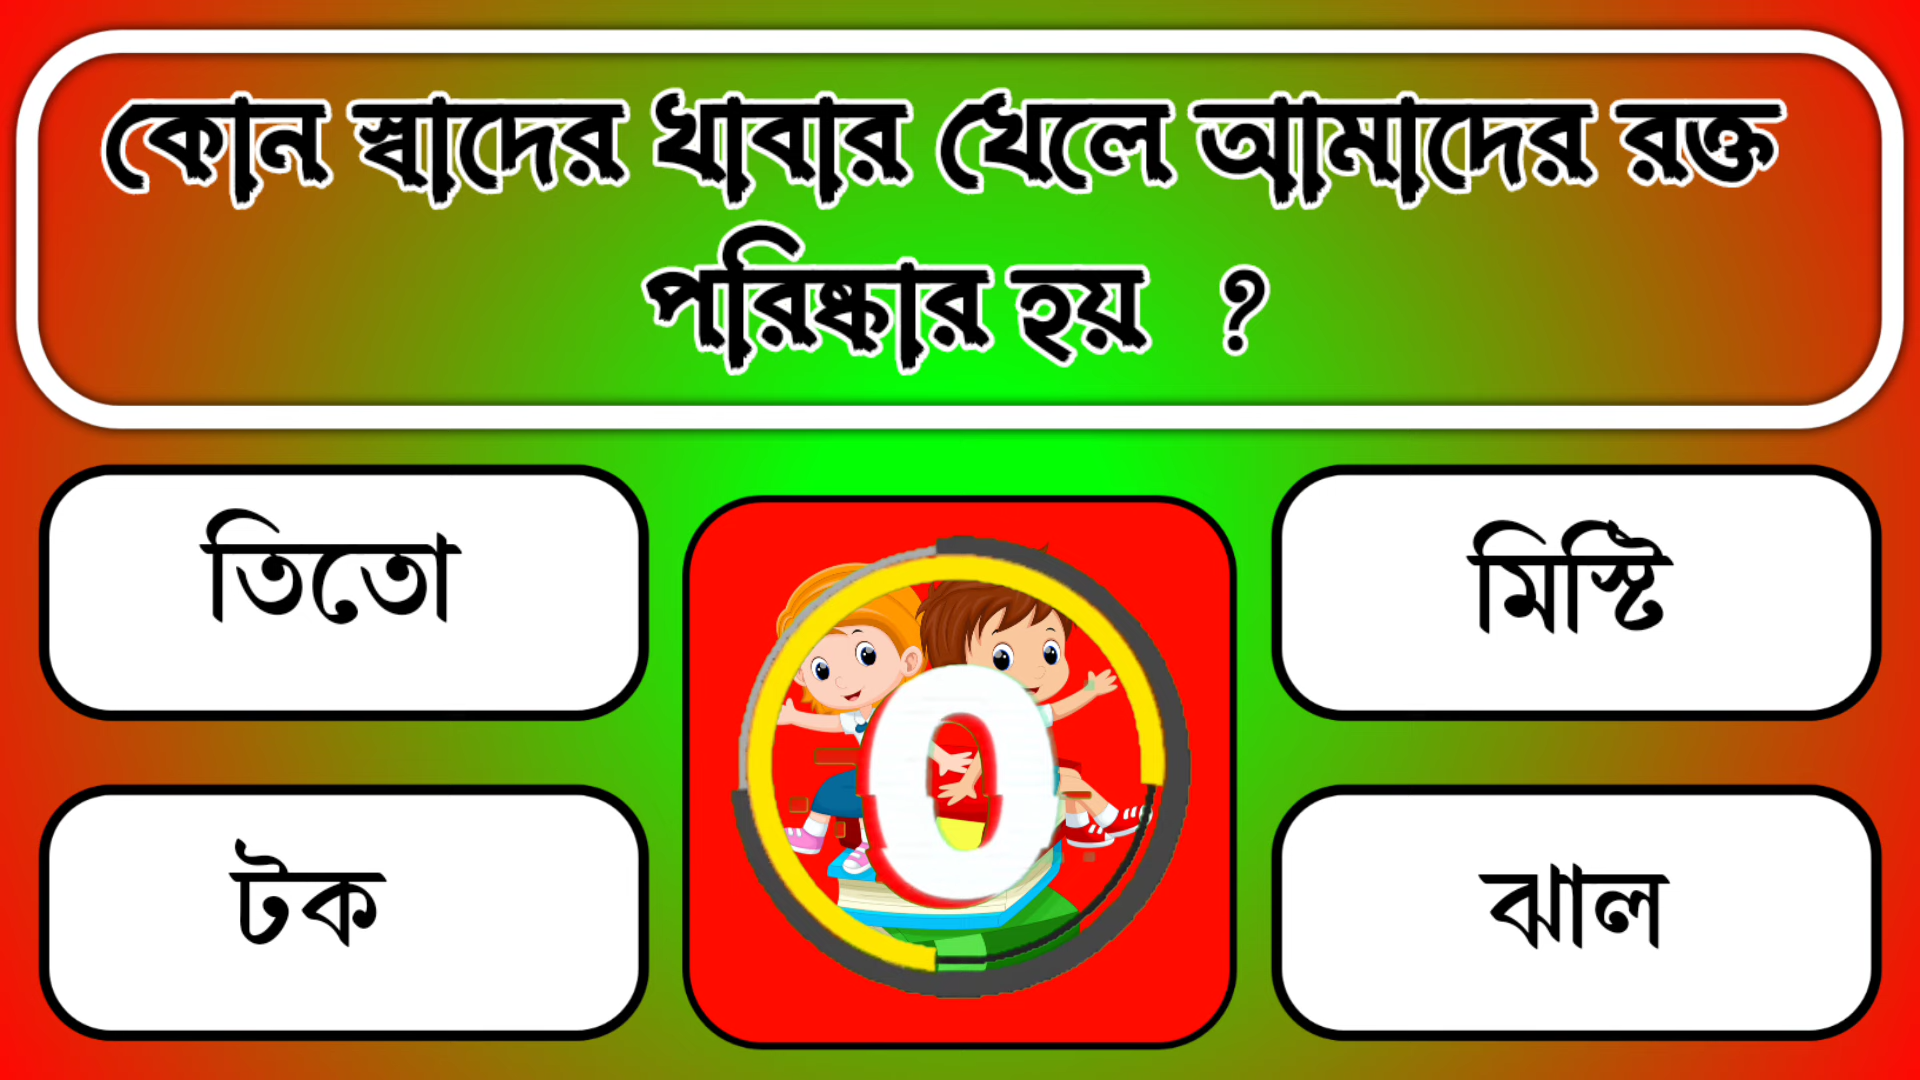 কোন স্বাদের খাবার খেলে আমাদের রক্ত
পরিষ্কার হয় ?
তিতো
মিস্টি
0
টক
ঝাল